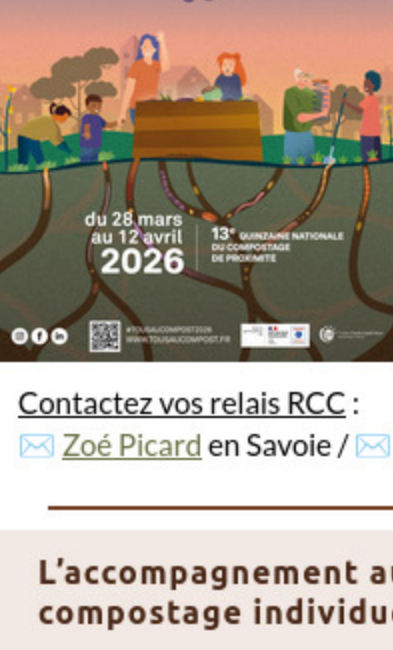 du 28 mars
au 12 avril
2026
13e QUINZAINE NATIONALE
DU COMPOSTAGE
DE PROXIMITÉ
#TOUSAUCOMPOST2026
WWW.TOUSAUCOMPOST.FR
Contactez vos relais RCC :
✉️ Zoé Picard en Savoie / ✉️
L’accompagnement au
compostage individu